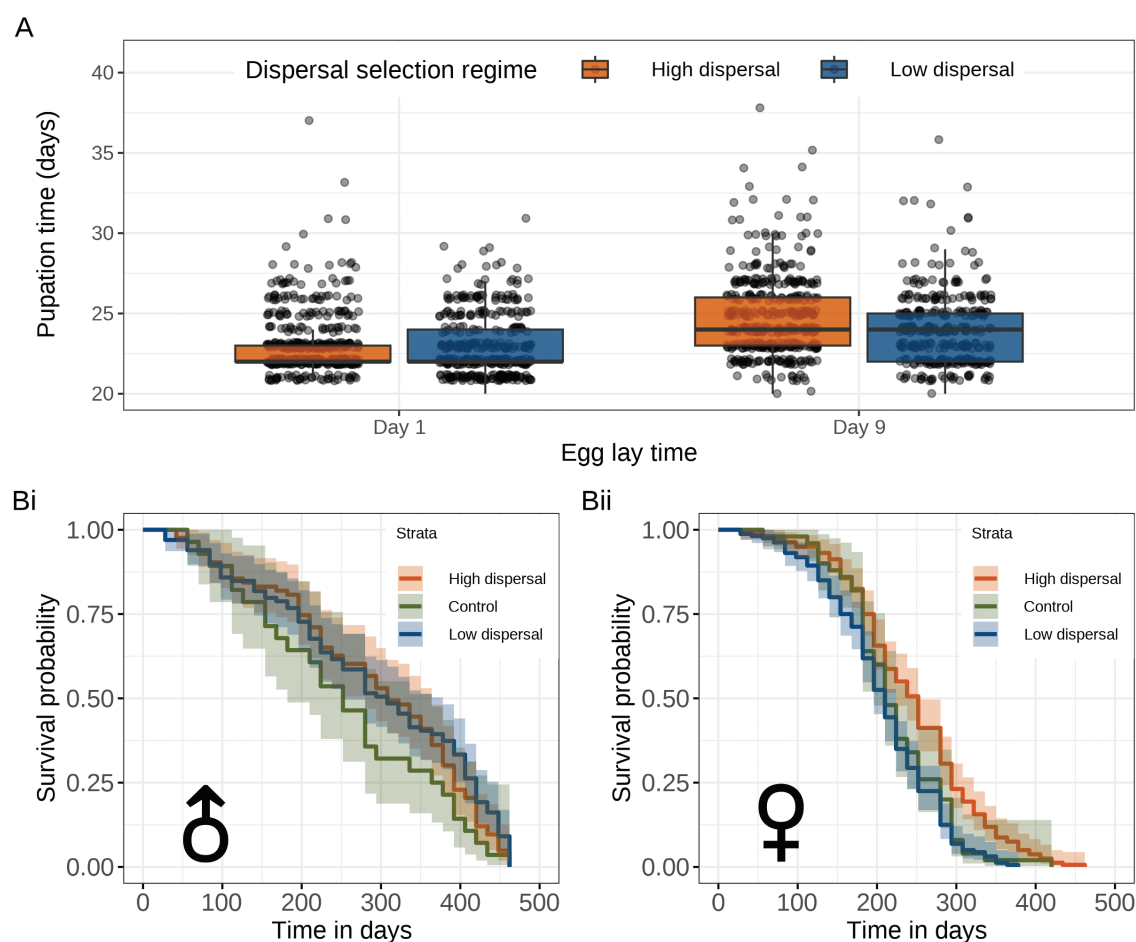 A
Dispersal selection regime High dispersal Low dispersal
Pupation time (days)
40
35
30
25
20
Day 1 Day 9
Egg lay time
Bi
Survival probability
1.00
0.75
0.50
0.25
0.00
Strata
High dispersal
Control
Low dispersal
♂
0 100 200 300 400 500
Time in days
Bii
Survival probability
1.00
0.75
0.50
0.25
0.00
Strata
High dispersal
Control
Low dispersal
♀
0 100 200 300 400 500
Time in days